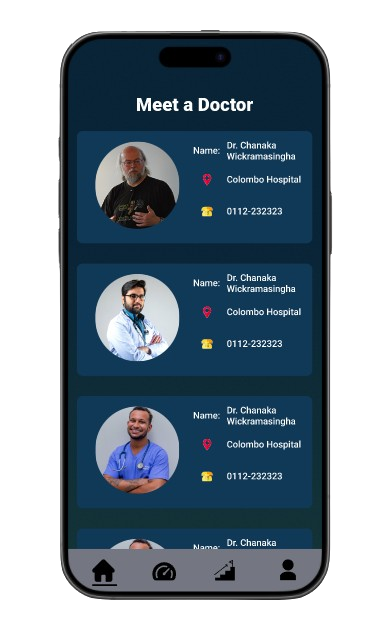 Meet a Doctor
Name: Dr. Chanaka
Wickramasingha
Colombo Hospital
0112-232323
Name: Dr. Chanaka
Wickramasingha
Colombo Hospital
0112-232323
Name: Dr. Chanaka
Wickramasingha
Colombo Hospital
0112-232323
Name: Dr. Chanaka